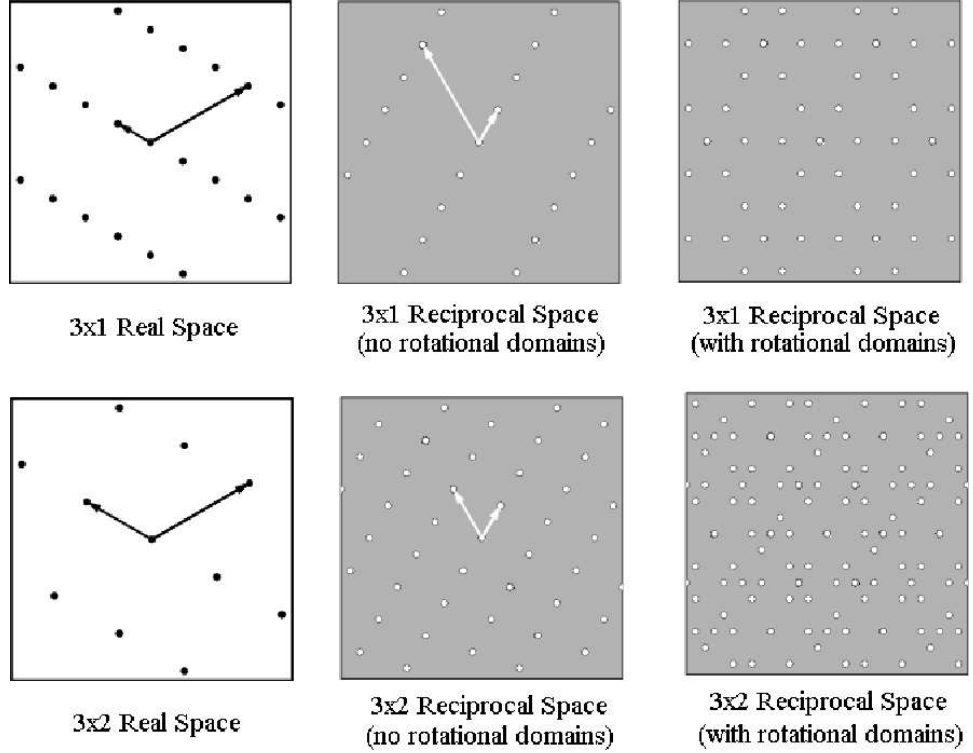 3x1 Real Space
3x1 Reciprocal Space
(no rotational domains)
3x1 Reciprocal Space
(with rotational domains)
3x2 Real Space
3x2 Reciprocal Space
(no rotational domains)
3x2 Reciprocal Space
(with rotational domains)